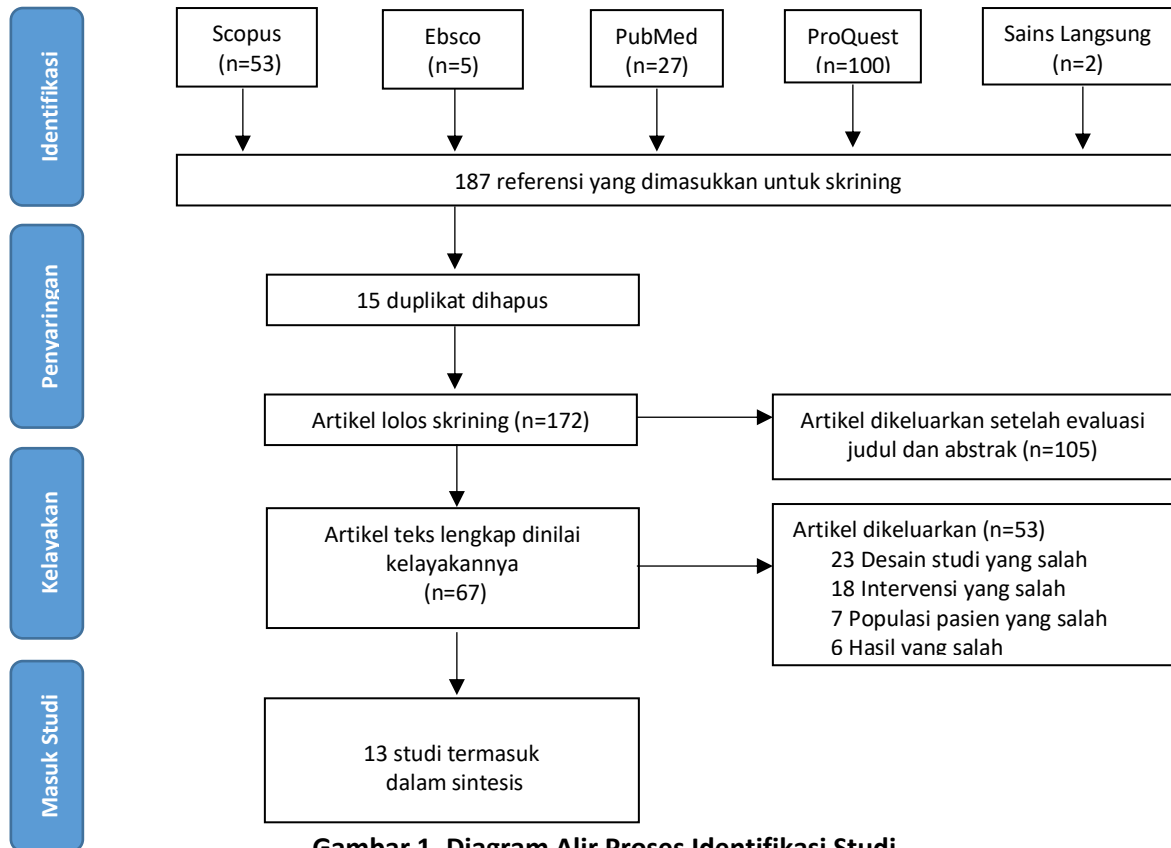 Identifikasi
Scopus
(n=53)
Ebsco
(n=5)
PubMed
(n=27)
ProQuest
(n=100)
Sains Langsung
(n=2)
187 referensi yang dimasukkan untuk skrining
Penyaringan
15 duplikat dihapus
Artikel lolos skrining (n=172)
Artikel dikeluarkan setelah evaluasi
judul dan abstrak (n=105)
Kelayakan
Artikel teks lengkap dinilai
kelayakannya
(n=67)
Artikel dikeluarkan (n=53)
23 Desain studi yang salah
18 Intervensi yang salah
7 Populasi pasien yang salah
6 Hasil yang salah
Masuk Studi
13 studi termasuk
dalam sintesis
Gambar 1. Diagram Alir Proses Identifikasi Studi